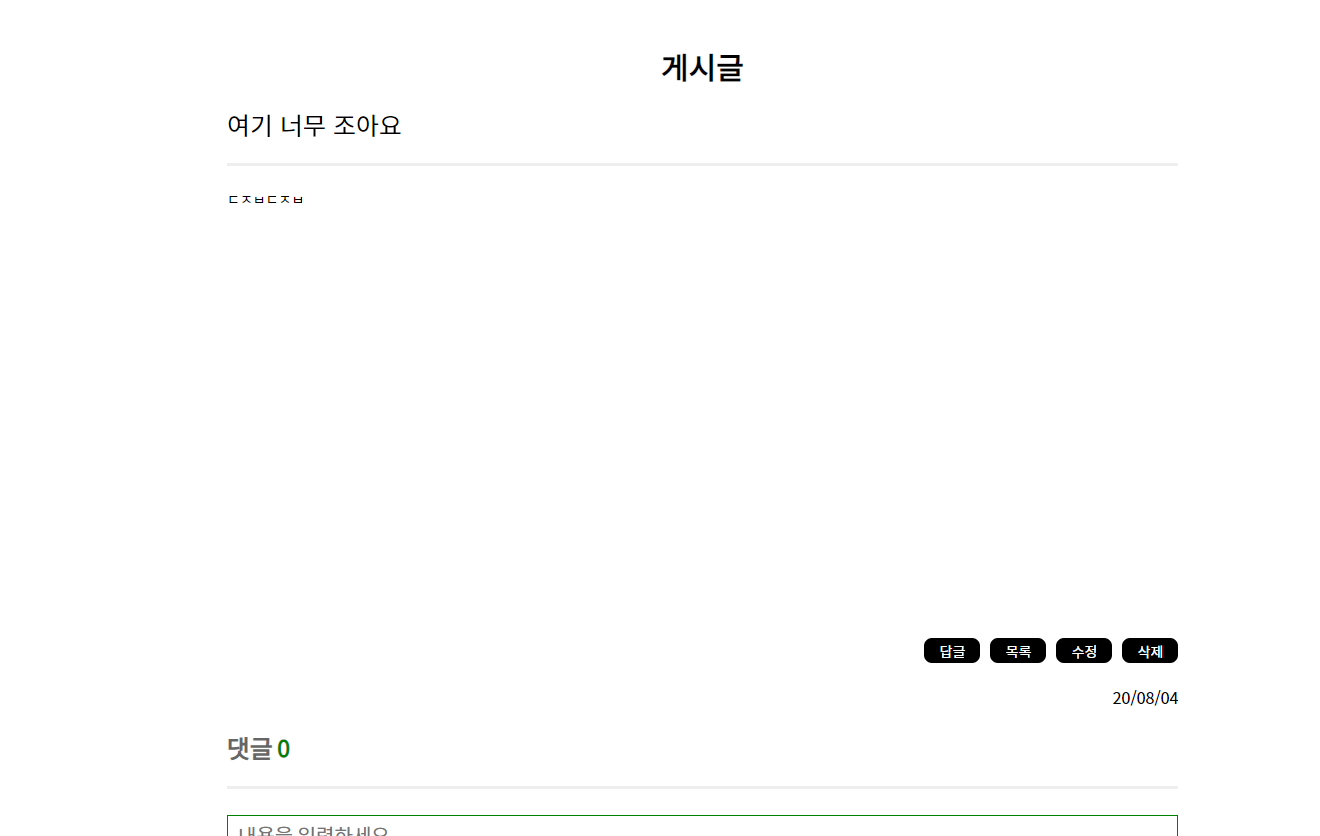 게시글
여기 너무 조아요
ㄷㅈㅂㄷㅈㅂ
답글 목록 수정 삭제
20/08/04
댓글 0
내용을 입력하세요